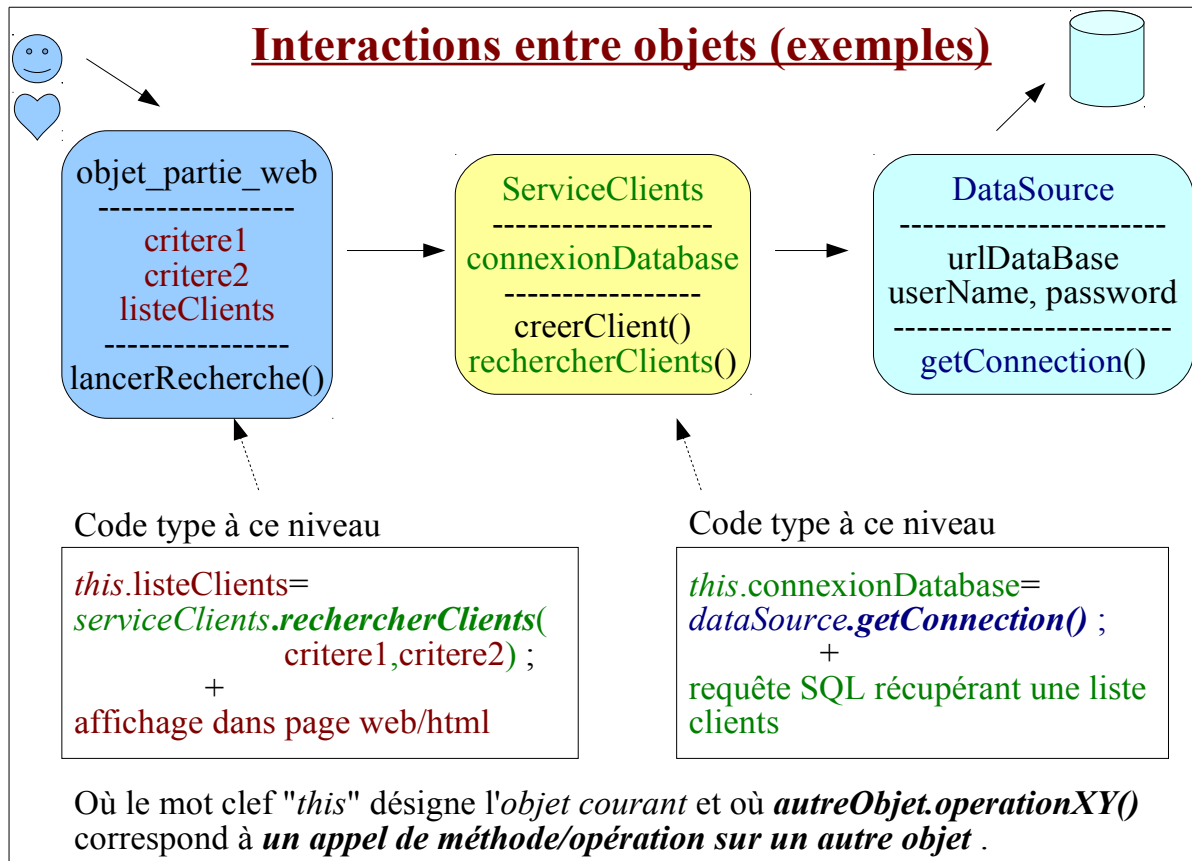 Interactions entre objets (exemples)
objet_partie_web
-----------------
critere1
critere2
listeClients
----------------
lancerRecherche()
ServiceClients
-------------------
connexionDatabase
-----------------
creerClient()
rechercherClients()
DataSource
-----------------------
urlDataBase
userName, password
------------------------
getConnection()
Code type à ce niveau
this.listeClients=
serviceClients.rechercherClients(
critere1,critere2) ;
+
affichage dans page web/html
Code type à ce niveau
this.connexionDatabase=
dataSource.getConnection() ;
+
requête SQL récupérant une liste
clients
Où le mot clef "this" désigne l'objet courant et où autreObjet.operationXY()
correspond à un appel de méthode/opération sur un autre objet .